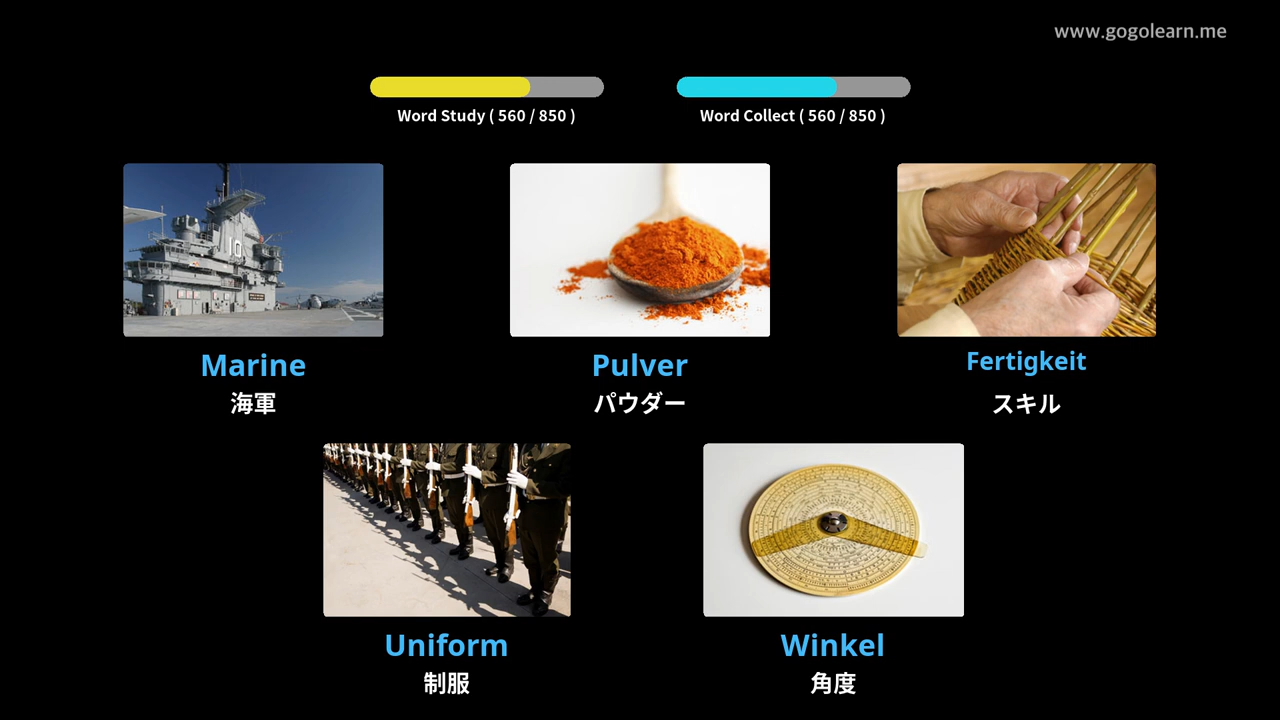 www.gogolearn.me
Word Study ( 560 / 850 )
Word Collect ( 560 / 850 )
10
Marine
海軍
Pulver
パウダー
Fertigkeit
スキル
Uniform
制服
Winkel
角度